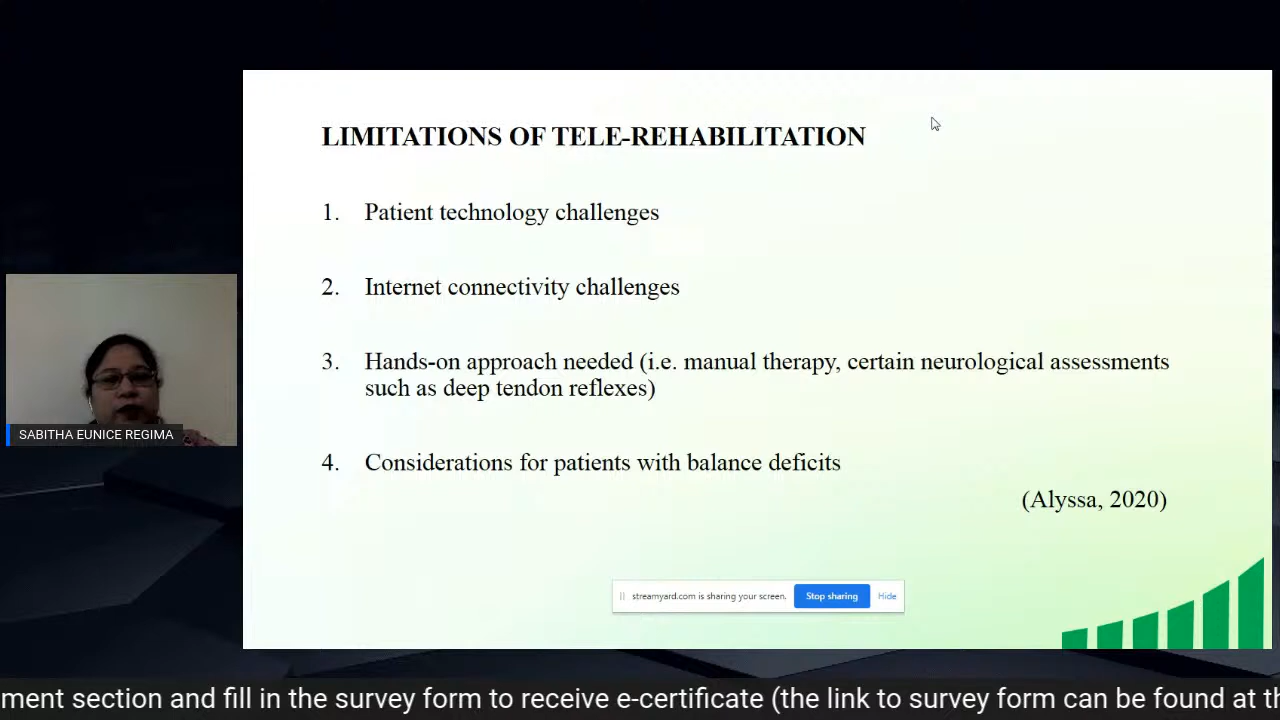 LIMITATIONS OF TELE-REHABILITATION
1. Patient technology challenges
2. Internet connectivity challenges
3. Hands-on approach needed (i.e. manual therapy, certain neurological assessments
such as deep tendon reflexes)
4. Considerations for patients with balance deficits
(Alyssa, 2020)
SABITHA EUNICE REGIMA
streamyard.com is sharing your screen. Stop sharing Hide
ment section and fill in the survey form to receive e-certificate (the link to survey form can be found at th